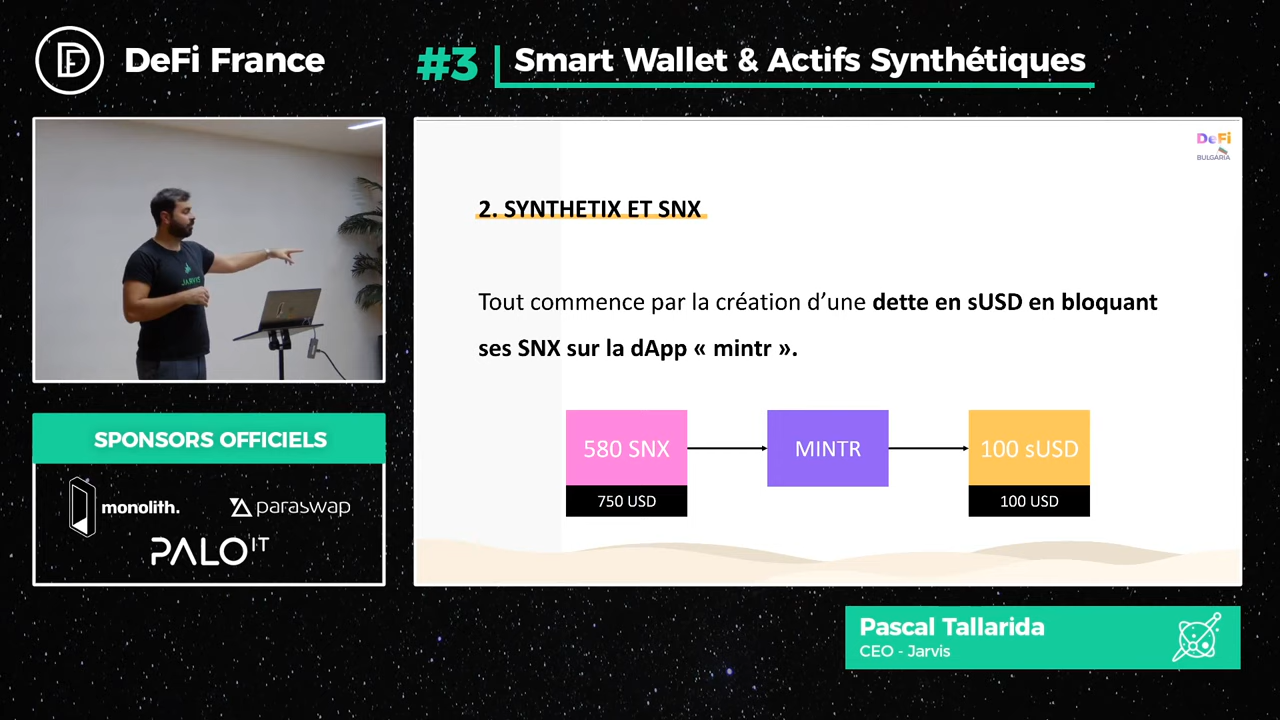 DeFi France
#3
Smart Wallet & Actifs Synthétiques
JARVIS
DeFi
BULGARIA
2. SYNTHETIX ET SNX
Tout commence par la création d’une dette en sUSD en bloquant
ses SNX sur la dApp « mintr ».
580 SNX
MINTR
100 sUSD
750 USD
100 USD
SPONSORS OFFICIELS
monolith.
paraswap
PALO IT
Pascal Tallarida
CEO - Jarvis